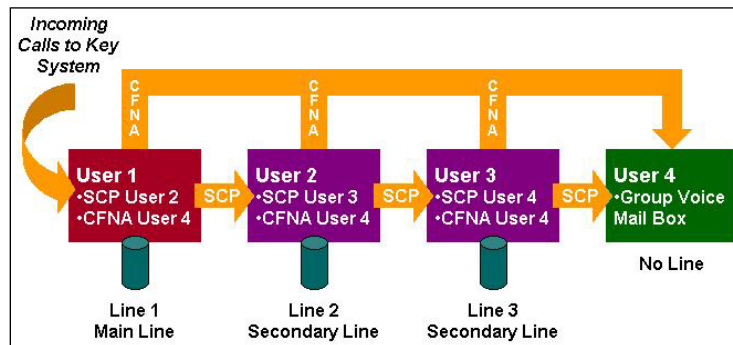 Incoming
Calls to Key
System
CFNA
CFNA
CFNA
User 1
•SCP User 2
•CFNA User 4
SCP
User 2
•SCP User 3
•CFNA User 4
SCP
User 3
•SCP User 4
•CFNA User 4
SCP
User 4
•Group Voice
Mail Box
Line 1
Main Line
Line 2
Secondary Line
Line 3
Secondary Line
No Line